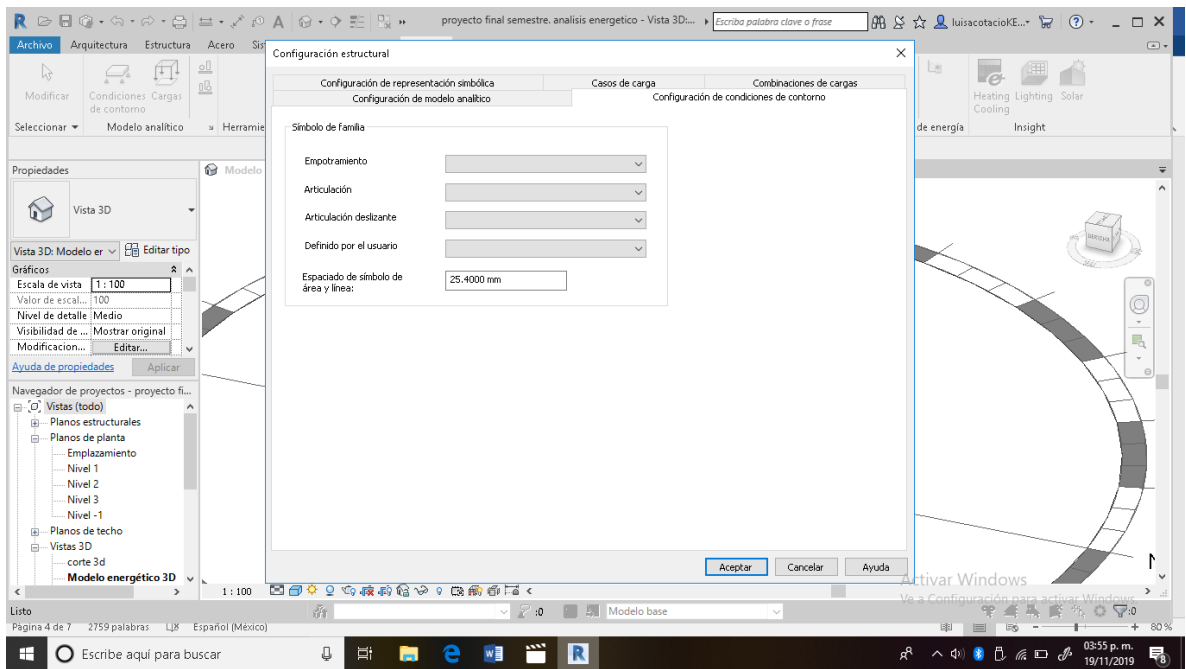 proyecto final semestre. analisis energetico - Vista 3D:...
Escriba palabra clave o frase
luisacotacioKE...
Archivo Arquitectura Estructura Acero Sis
Configuración estructural
Configuración de representación simbólica Casos de carga Combinaciones de cargas
Configuración de modelo analítico Configuración de condiciones de contorno
Modificar
Condiciones Cargas
de contorno
Heating Lighting Solar
Cooling
Seleccionar Modelo analítico Herramie
de energía Insight
Símbolo de familia
Empotramiento
Articulación
Articulación deslizante
Definido por el usuario
Espaciado de símbolo de
área y línea:
25.4000 mm
Aceptar Cancelar Ayuda
Propiedades
Modelo
Vista 3D
Vista 3D: Modelo er Editar tipo
Gráficos
Escala de vista 1 : 100
Valor de escal... 100
Nivel de detalle Medio
Visibilidad de ... Mostrar original
Modificacion... Editar...
Ayuda de propiedades Aplicar
Navegador de proyectos - proyecto fi...
Vistas (todo)
Planos estructurales
Planos de planta
Emplazamiento
Nivel 1
Nivel 2
Nivel 3
Nivel -1
Planos de techo
Vistas 3D
corte 3d
Modelo energético 3D
1 : 100
Activar Windows
Ve a Configuración para activar Windows.
Listo
:0
Modelo base
:0
Página 4 de 7 2759 palabras Español (México)
80 %
Escribe aquí para buscar
03:55 p. m.
19/11/2019